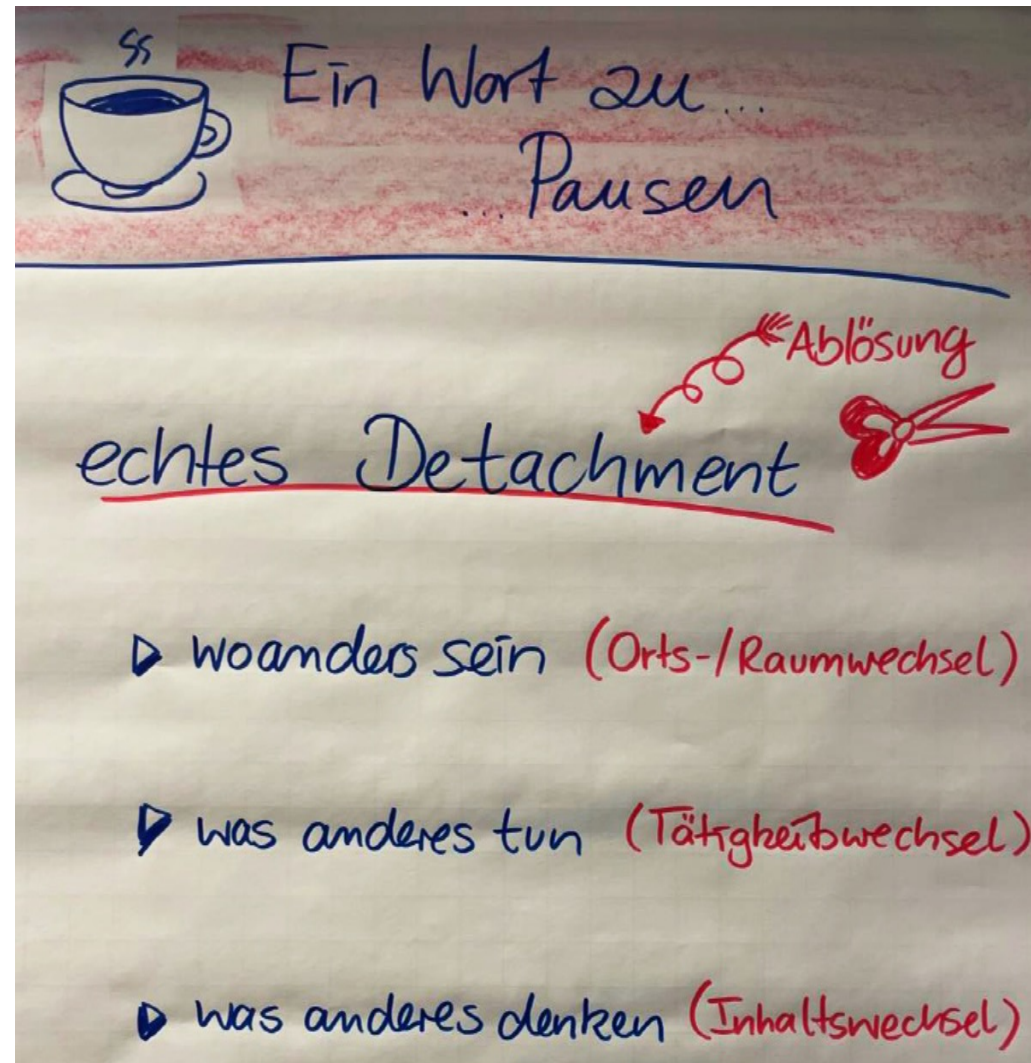 Ein Wort zu...
...Pausen
Ablösung
echtes Detachment
woanders sein (Orts-/Raumwechsel)
was anderes tun (Tätigkeitswechsel)
was anderes denken (Inhaltswechsel)